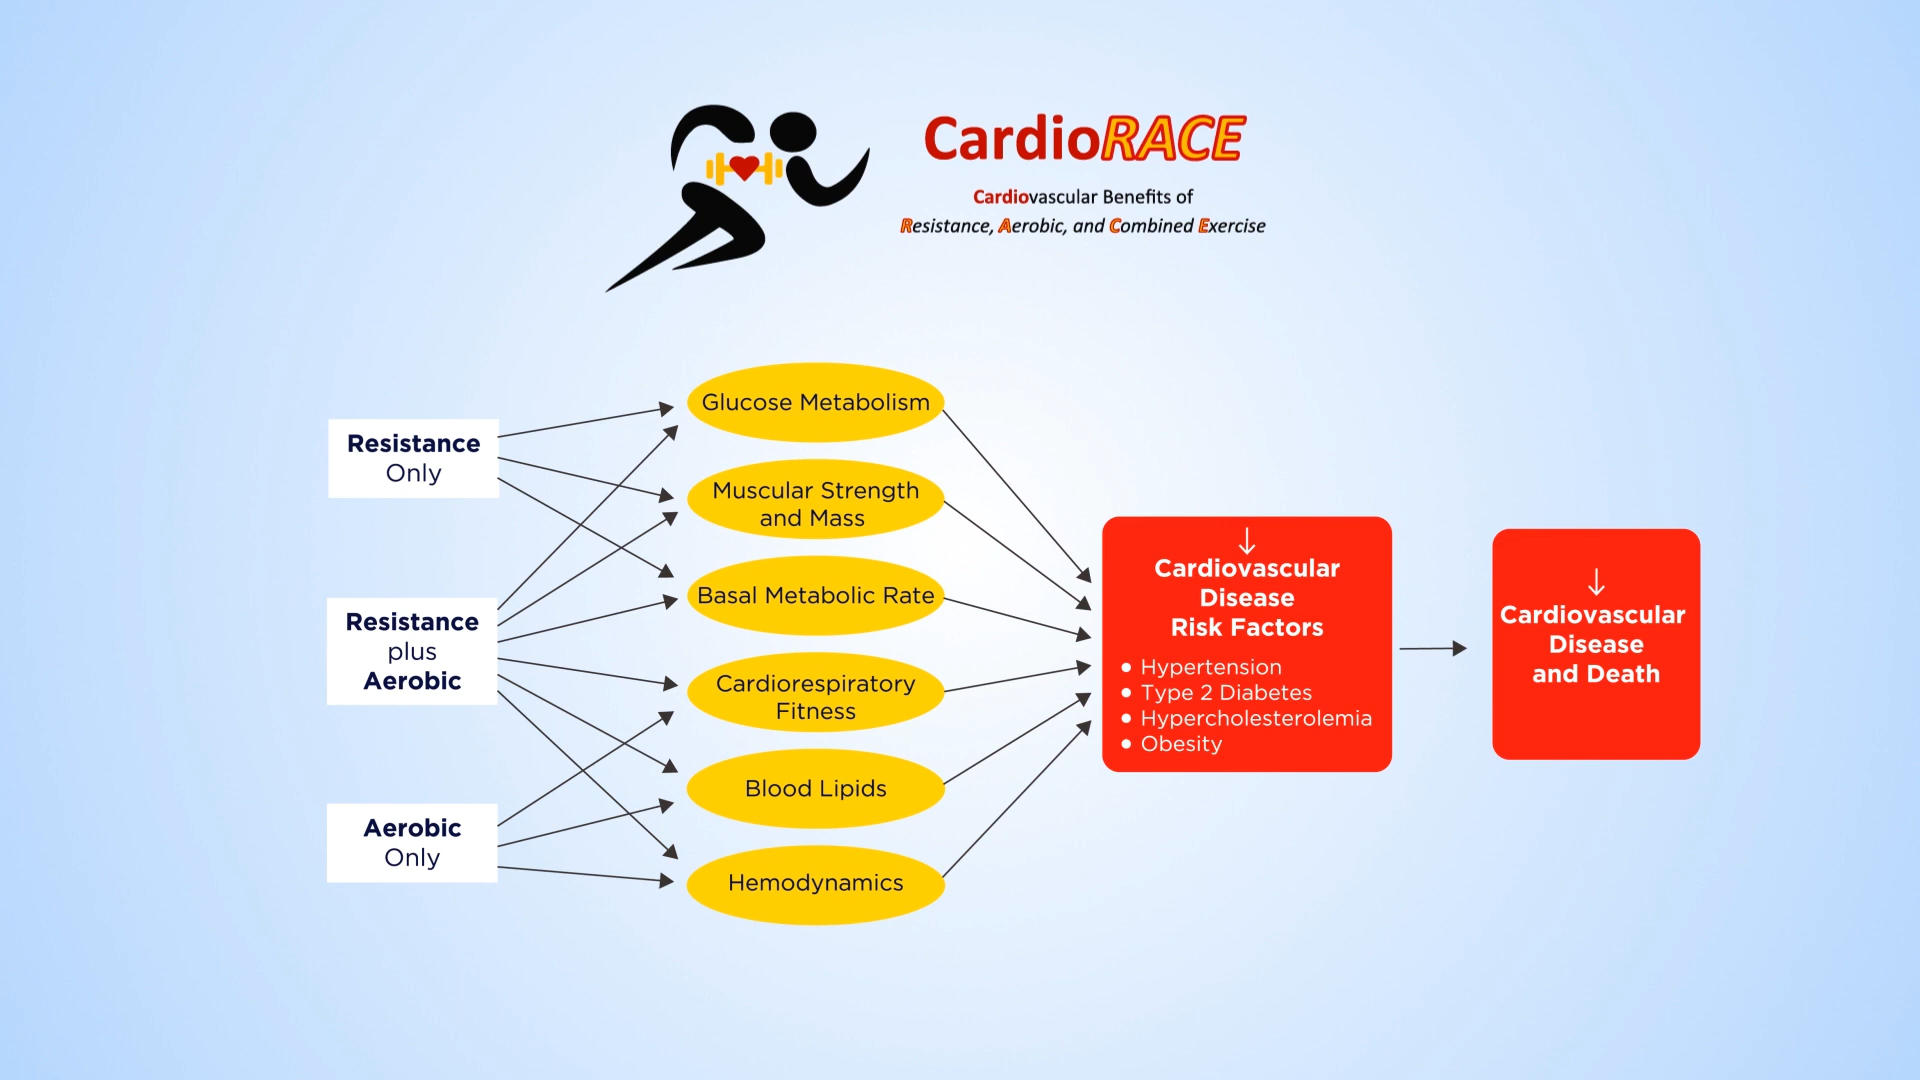 CardioRACE
Cardiovascular Benefits of
Resistance, Aerobic, and Combined Exercise
Resistance
Only
Resistance
plus
Aerobic
Aerobic
Only
Glucose Metabolism
Muscular Strength
and Mass
Basal Metabolic Rate
Cardiorespiratory
Fitness
Blood Lipids
Hemodynamics
↓
Cardiovascular
Disease
Risk Factors
• Hypertension
• Type 2 Diabetes
• Hypercholesterolemia
• Obesity
↓
Cardiovascular
Disease
and Death